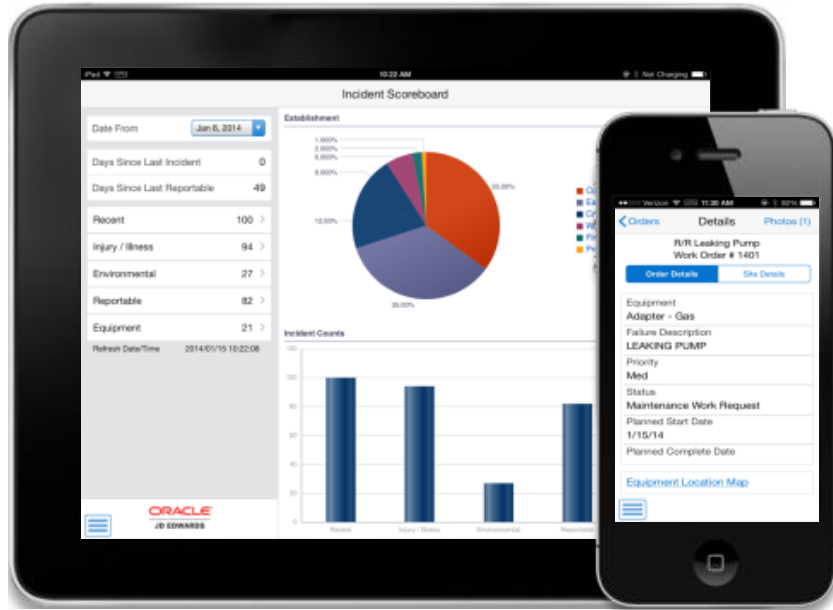 iPad
10:22 AM
Not Charging
Incident Scoreboard
Date From Jan 8, 2014
Days Since Last Incident 0
Days Since Last Reportable 49
Recent 100 >
Injury / Illness 94 >
Environmental 27 >
Reportable 82 >
Equipment 21 >
Refresh Date/Time 2014/01/15 10:22:08
ORACLE
JD EDWARDS
Establishment
1.000%
2.000%
8.000%
9.000%
12.00%
35.00%
Incident Counts
120
100
80
60
40
20
0
Recent
Injury / Illness
Environmental
Reportable
Verizon 11:30 AM 92%
Orders Details Photos (1)
R/R Leaking Pump
Work Order # 1401
Order Details Site Details
Equipment
Adapter - Gas
Failure Description
LEAKING PUMP
Priority
Med
Status
Maintenance Work Request
Planned Start Date
1/15/14
Planned Complete Date
Equipment Location Map